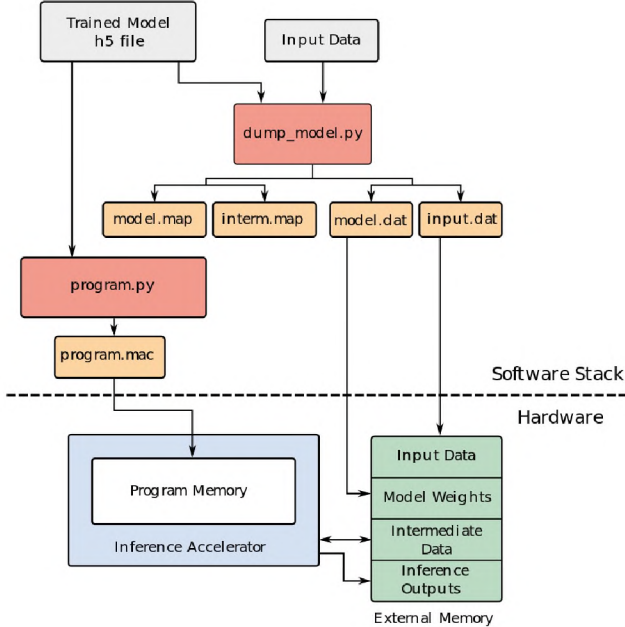 Trained Model
h5 file
Input Data
dump_model.py
model.map
interm.map
model.dat
input.dat
program.py
program.mac
Software Stack
Hardware
Input Data
Program Memory
Model Weights
Inference Accelerator
Intermediate
Data
Inference
Outputs
External Memory